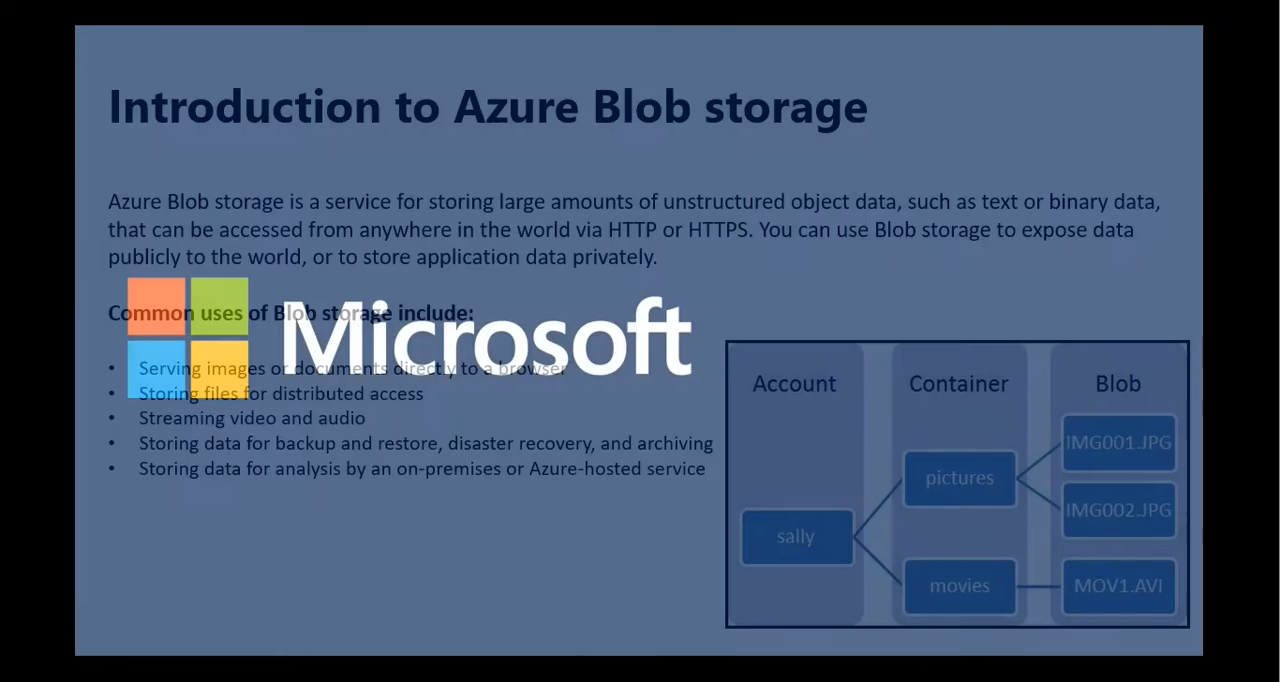 Introduction to Azure Blob storage
Azure Blob storage is a service for storing large amounts of unstructured object data, such as text or binary data,
that can be accessed from anywhere in the world via HTTP or HTTPS. You can use Blob storage to expose data
publicly to the world, or to store application data privately.
Common uses of Blob storage include:
Microsoft
• Serving images or documents directly to a browser
• Storing files for distributed access
• Streaming video and audio
• Storing data for backup and restore, disaster recovery, and archiving
• Storing data for analysis by an on-premises or Azure-hosted service
Account Container Blob
IMG001.JPG
pictures
IMG002.JPG
sally
movies MOV1.AVI